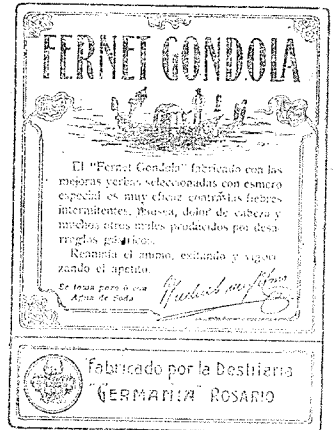 FERNET GONDOLA
El "Fernet Gondola" fabricado con las
mejores yerbas seleccionadas con esmero
especial es muy eficaz contra las fiebres
intermitentes, nausea, dolor de cabeza y
muchos otros males producidos por desa-
rreglos gástricos.
Reanima el animo, exitando y vigori-
zando el apetito.
Se toma puro ó con
Agua de Soda.
Fabricado por la Destileria
"GERMANIA" ROSARIO